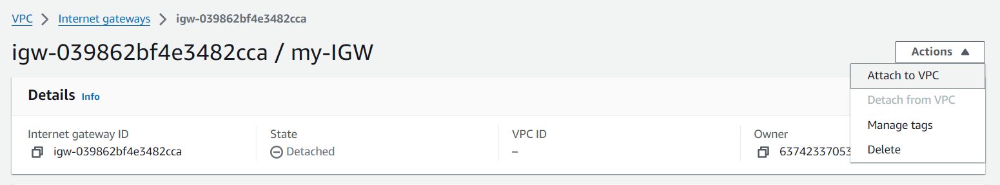 VPC > Internet gateways > igw-039862bf4e3482cca
igw-039862bf4e3482cca / my-IGW
Actions
Attach to VPC
Detach from VPC
Manage tags
Delete
Details Info
Internet gateway ID
igw-039862bf4e3482cca
State
Detached
VPC ID
–
Owner
63742337053